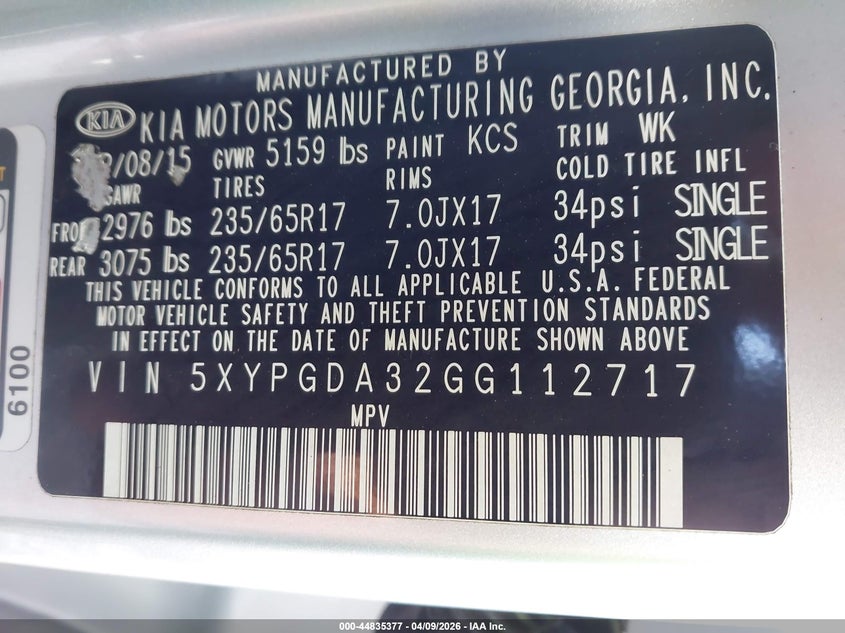 MANUFACTURED BY
KIA KIA MOTORS MANUFACTURING GEORGIA, INC.
/08/15 GVWR 5159 lbs PAINT KCS TRIM WK
GAWR TIRES RIMS COLD TIRE INFL
FRONT 2976 lbs 235/65R17 7.0JX17 34psi SINGLE
REAR 3075 lbs 235/65R17 7.0JX17 34psi SINGLE
THIS VEHICLE CONFORMS TO ALL APPLICABLE U.S.A. FEDERAL
MOTOR VEHICLE SAFETY AND THEFT PREVENTION STANDARDS
IN EFFECT ON THE DATE OF MANUFACTURE SHOWN ABOVE
VIN 5XYPGDA32GG112717
MPV
6100
000-44835377 - 04/09/2026 - IAA Inc.